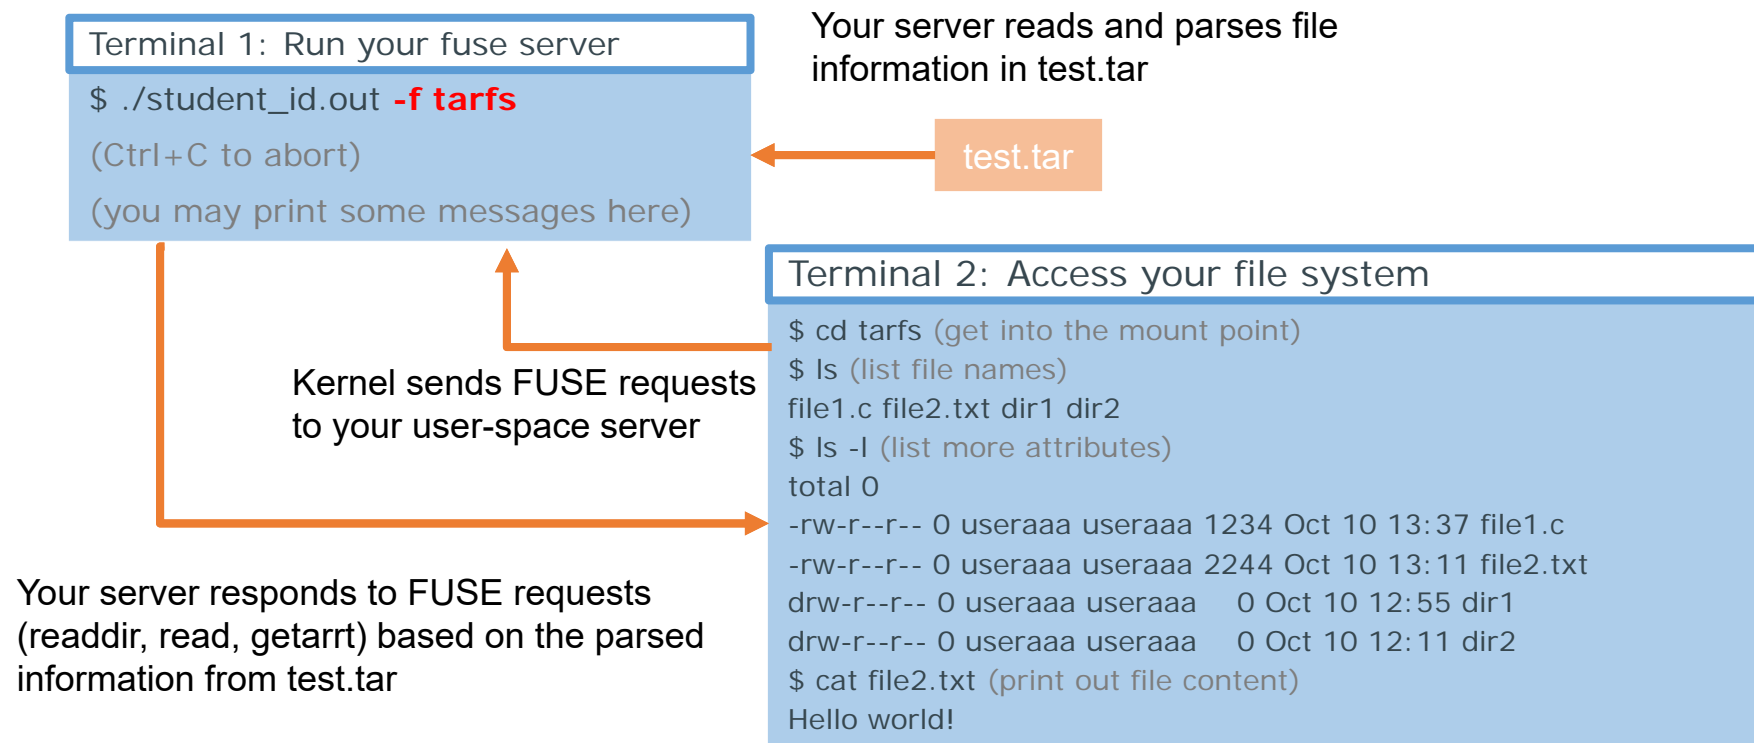 Terminal 1: Run your fuse server
$ ./student_id.out -f tarfs
(Ctrl+C to abort)
(you may print some messages here)
Your server reads and parses file
information in test.tar
test.tar
Kernel sends FUSE requests
to your user-space server
Your server responds to FUSE requests
(readdir, read, getarrt) based on the parsed
information from test.tar
Terminal 2: Access your file system
$ cd tarfs (get into the mount point)
$ ls (list file names)
file1.c file2.txt dir1 dir2
$ ls -l (list more attributes)
total 0
-rw-r--r-- 0 useraaa useraaa 1234 Oct 10 13:37 file1.c
-rw-r--r-- 0 useraaa useraaa 2244 Oct 10 13:11 file2.txt
drw-r--r-- 0 useraaa useraaa 0 Oct 10 12:55 dir1
drw-r--r-- 0 useraaa useraaa 0 Oct 10 12:11 dir2
$ cat file2.txt (print out file content)
Hello world!